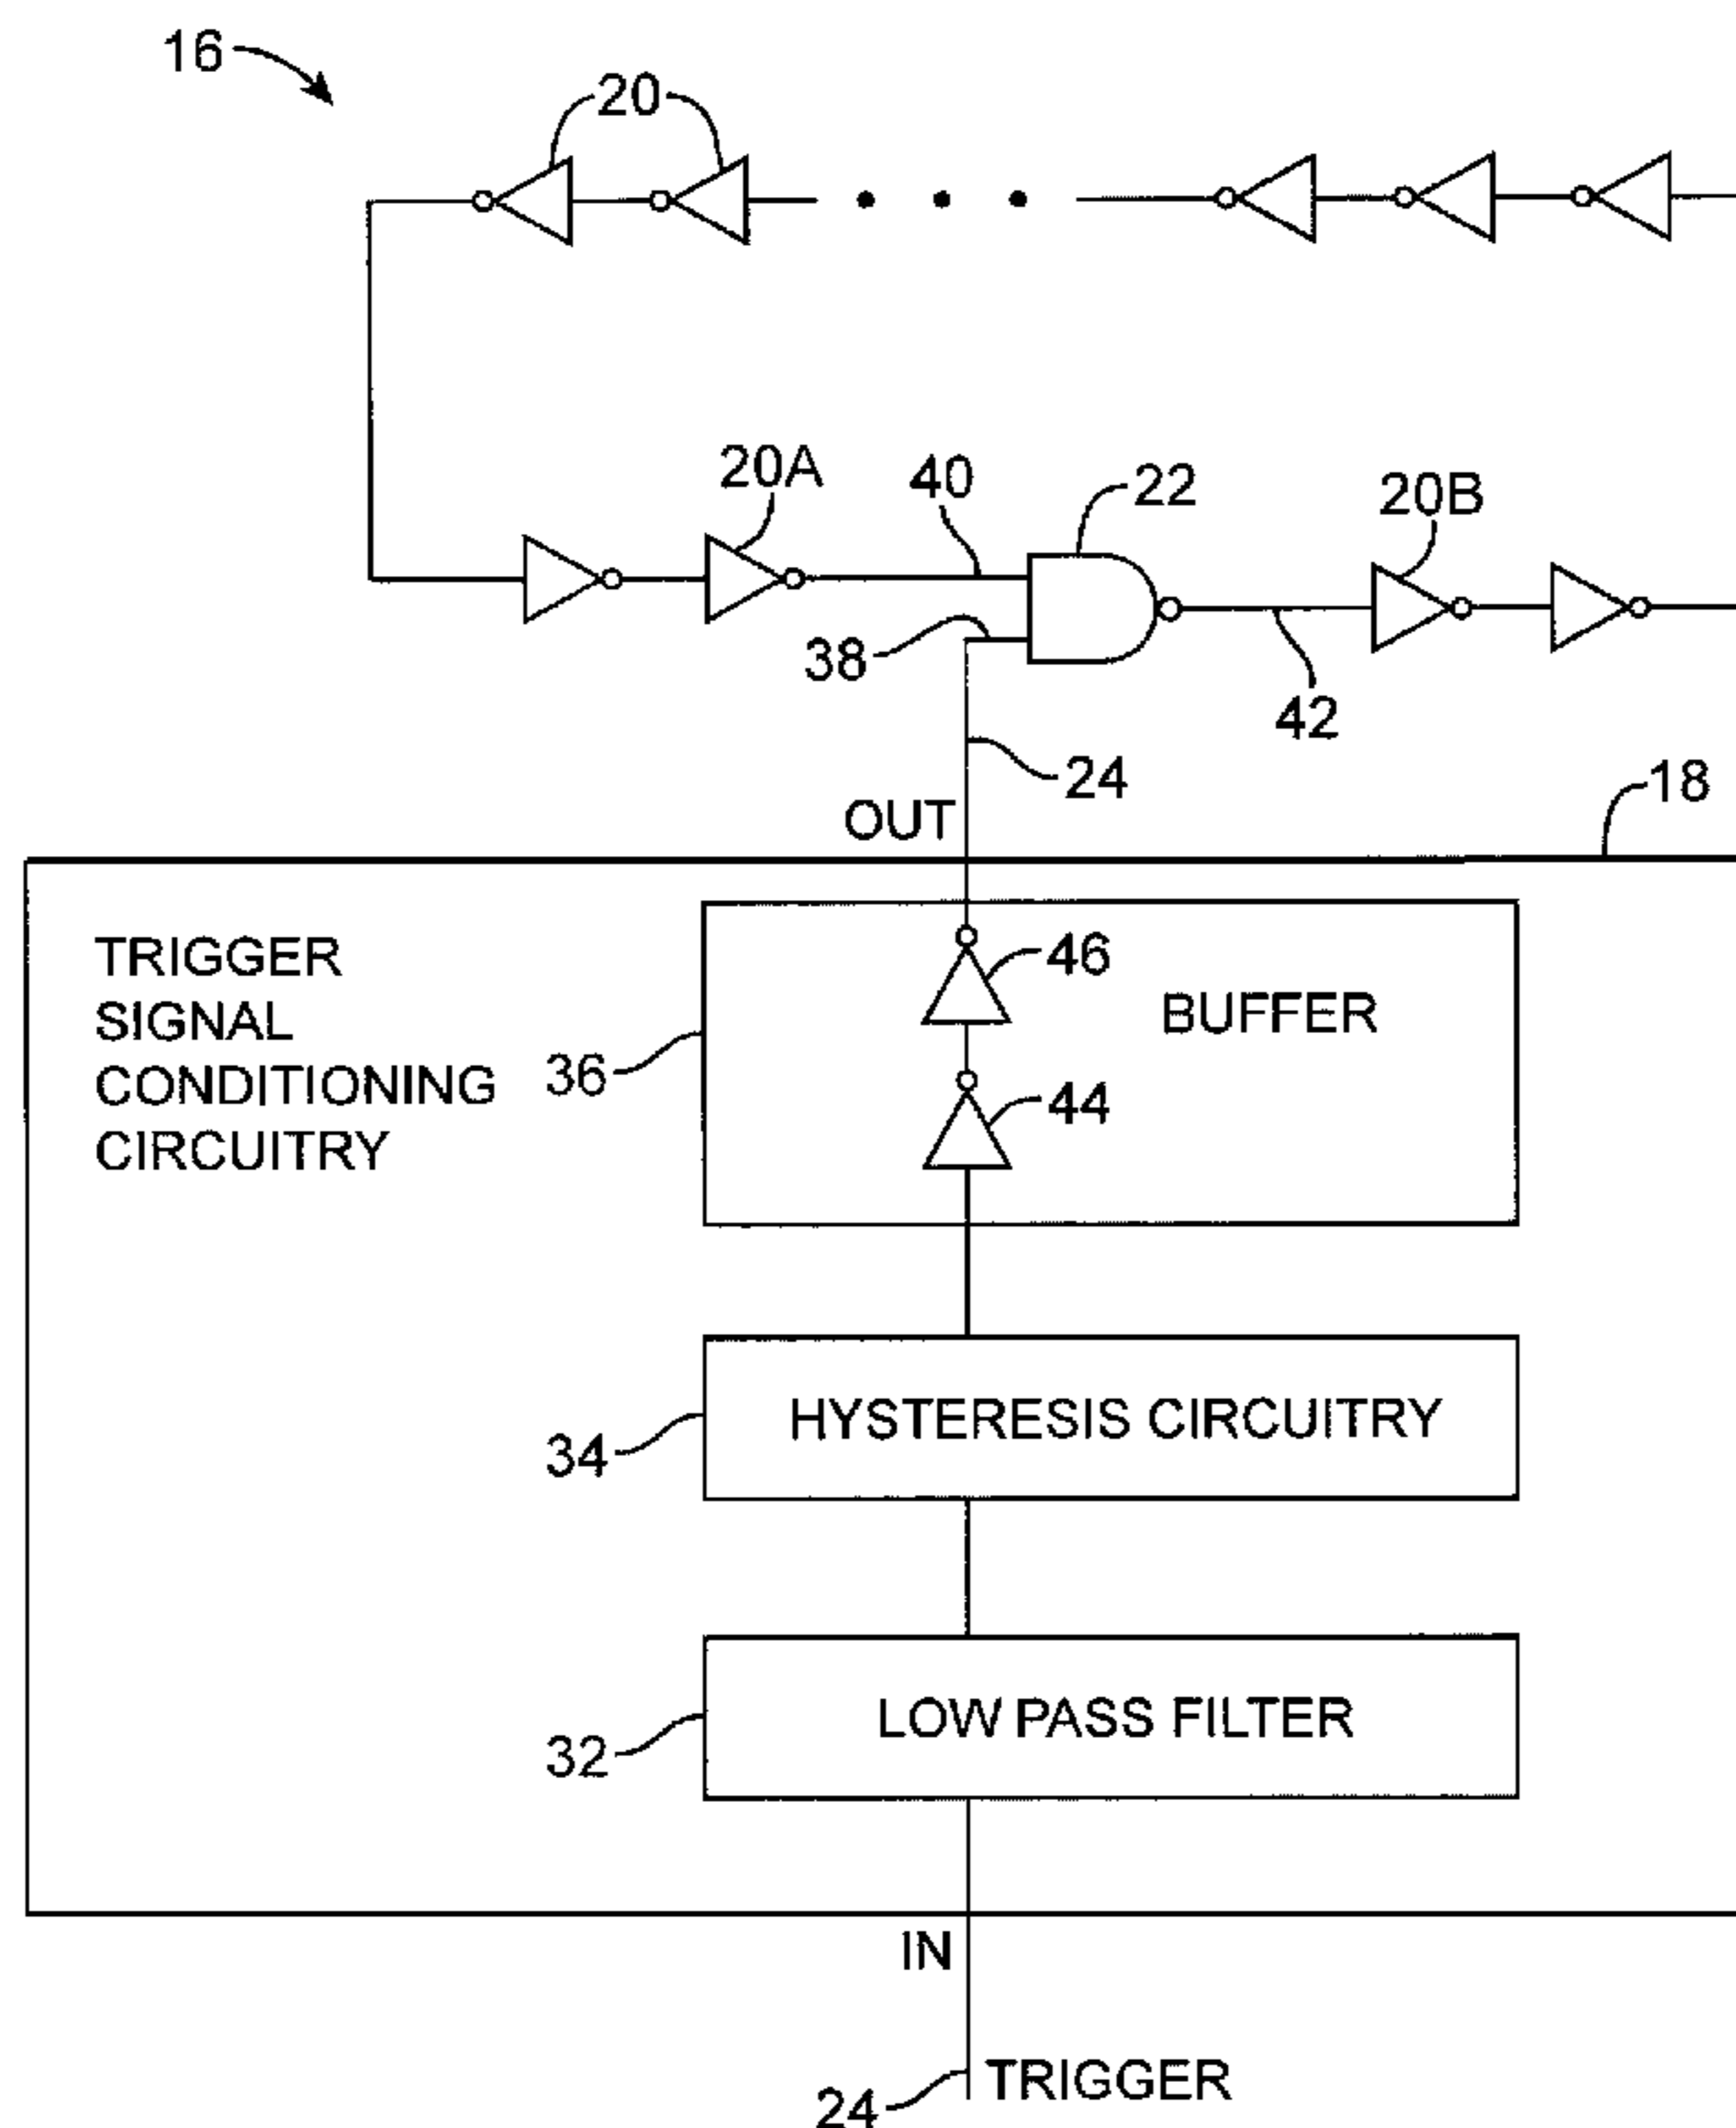 16
20
20A
40
22
20B
38
42
24
18
OUT
TRIGGER
SIGNAL
CONDITIONING
CIRCUITRY
46
BUFFER
36
44
HYSTERESIS CIRCUITRY
34
LOW PASS FILTER
32
IN
TRIGGER
24